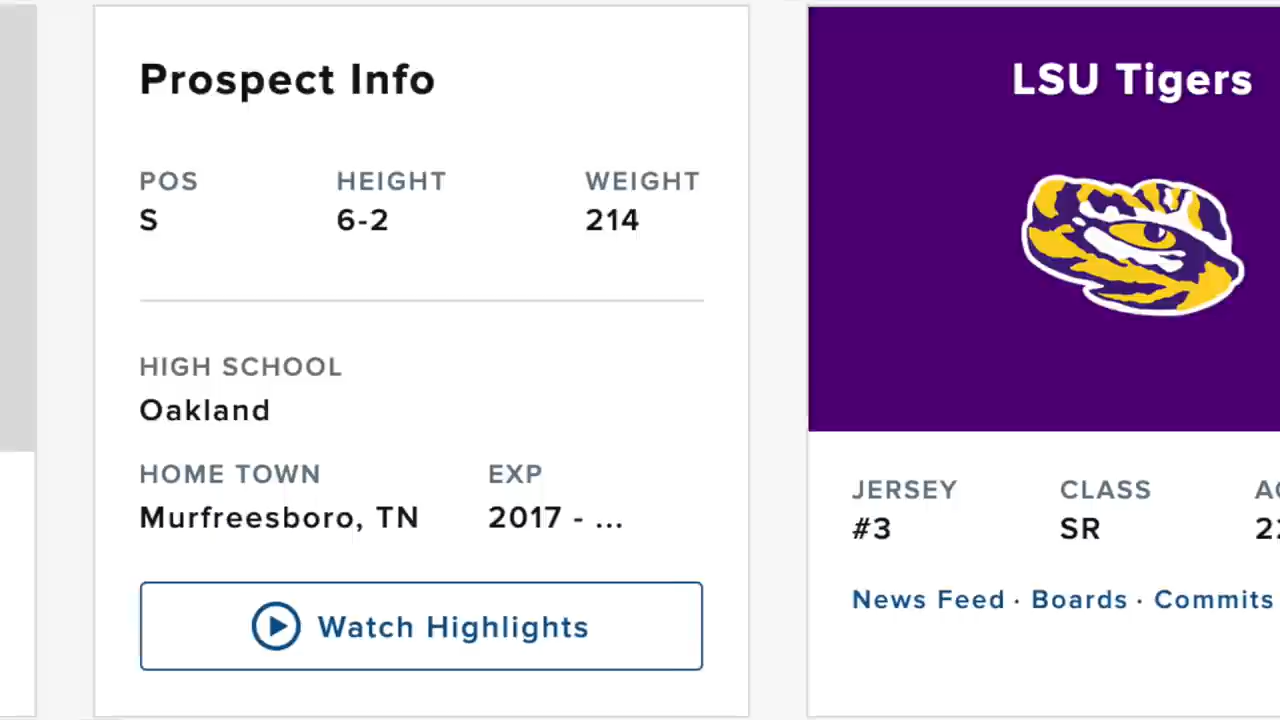 Prospect Info
POS HEIGHT WEIGHT
S 6-2 214
HIGH SCHOOL
Oakland
HOME TOWN EXP
Murfreesboro, TN 2017 - ...
Watch Highlights
LSU Tigers
JERSEY CLASS
#3 SR
News Feed · Boards · Commits